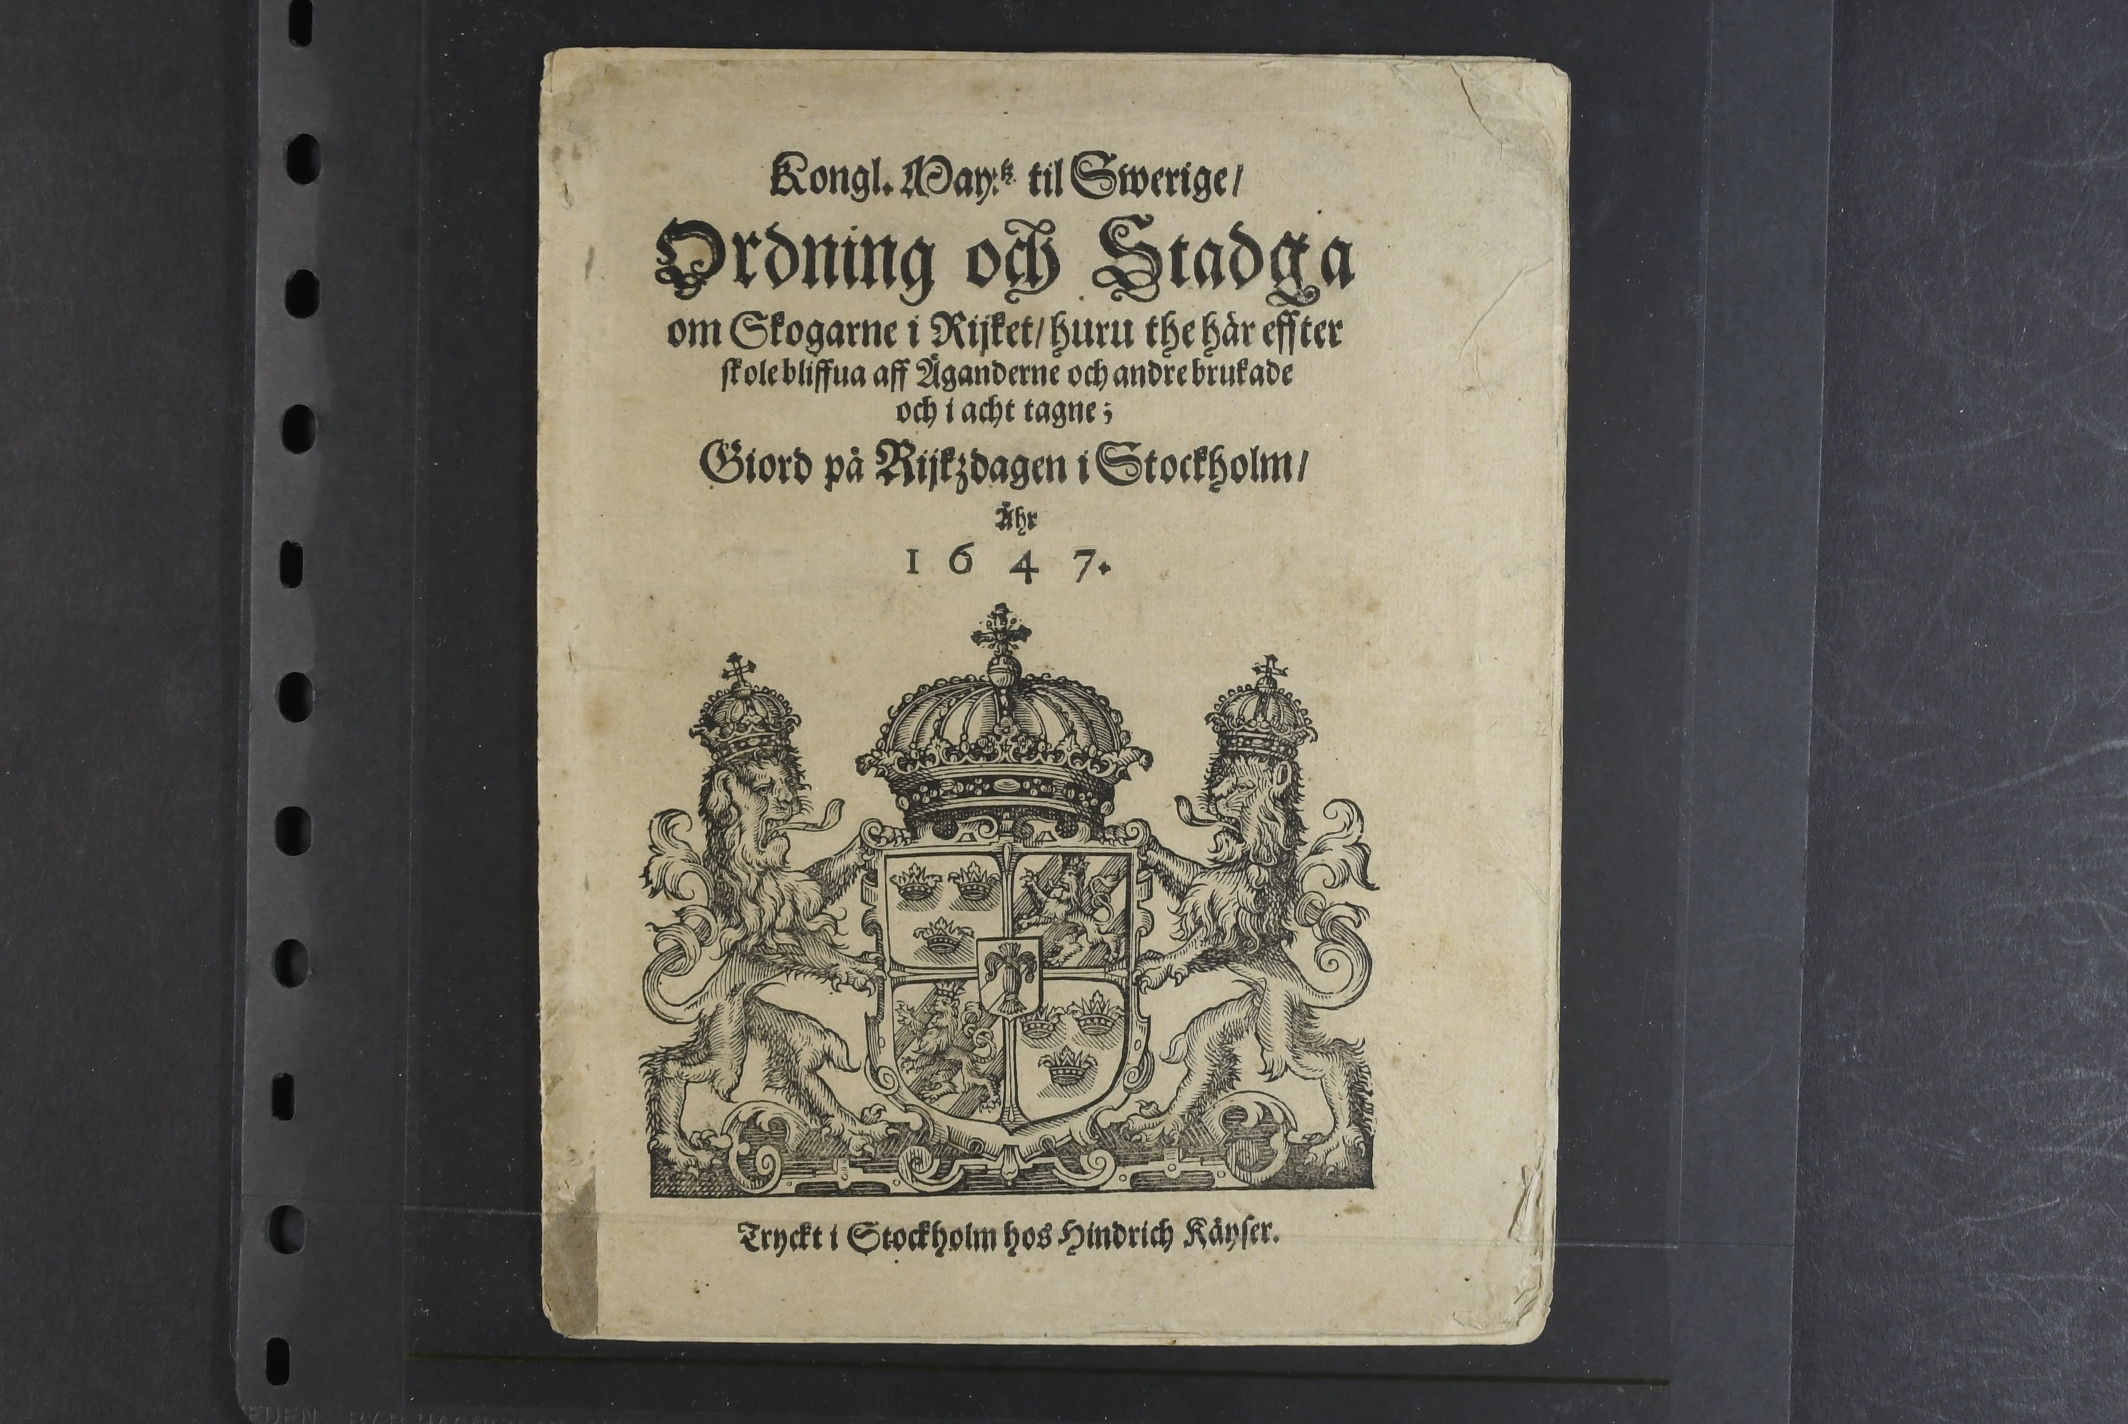 Kongl. May:tz til Swerige/
Ordning och Stadga
om Skogarne i Rijket/ huru the här effter
skole bliffua aff Äganderne och andre brukade
och i acht tagne;
Giord på Rijkzdagen i Stockholm/
Åhr
1647.
Tryckt i Stockholm hos Hindrich Käyser.